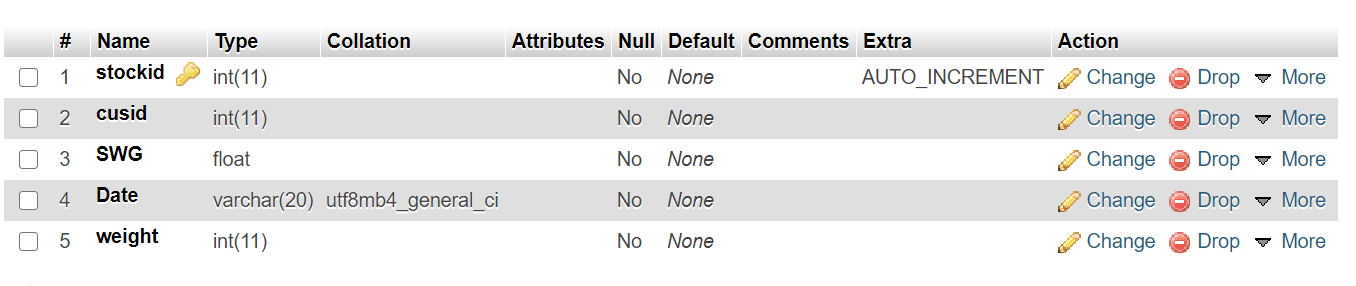 # Name Type Collation Attributes Null Default Comments Extra Action
1 stockid int(11) No None AUTO_INCREMENT Change Drop More
2 cusid int(11) No None Change Drop More
3 SWG float No None Change Drop More
4 Date varchar(20) utf8mb4_general_ci No None Change Drop More
5 weight int(11) No None Change Drop More